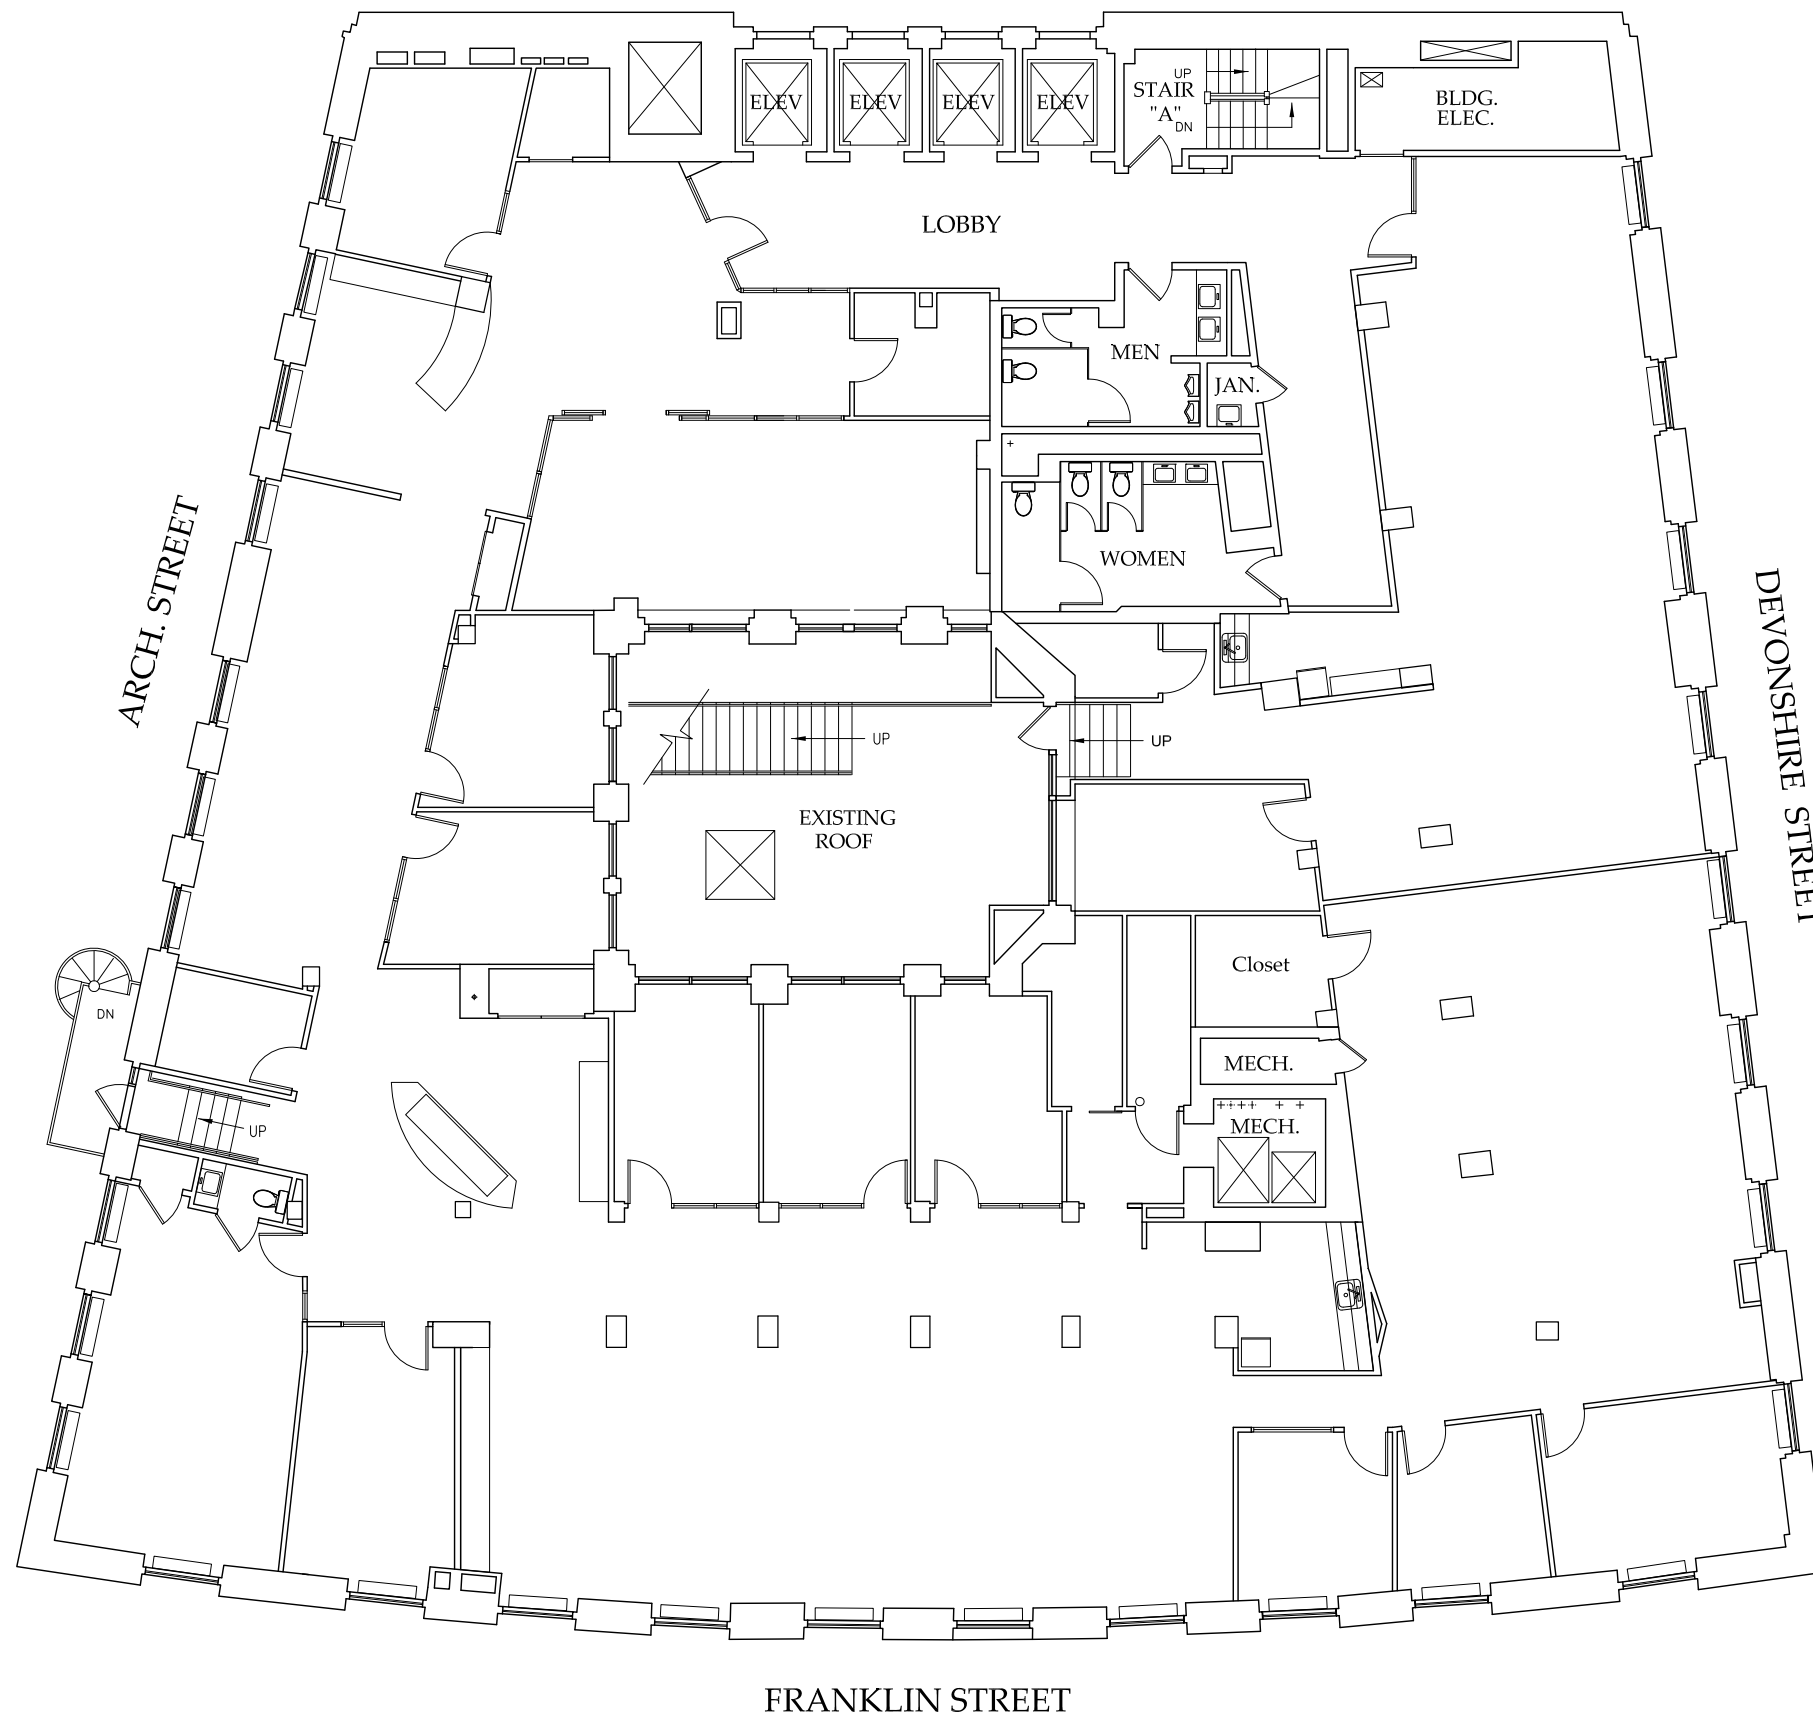 ELEV
ELEV
ELEV
ELEV
UP
STAIR
"A"
DN
BLDG.
ELEC.
LOBBY
MEN
JAN.
WOMEN
ARCH. STREET
DEVONSHIRE STREET
UP
UP
EXISTING
ROOF
Closet
DN
MECH.
MECH.
UP
FRANKLIN STREET